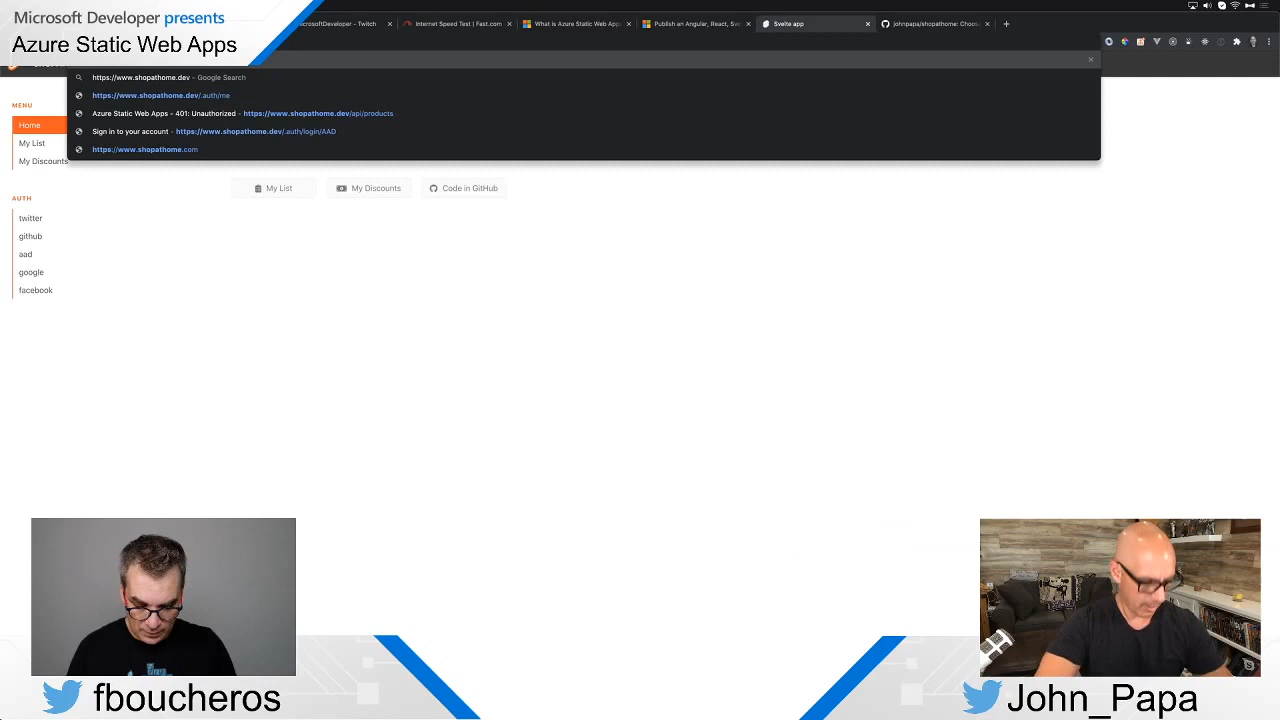 Microsoft Developer presents
Azure Static Web Apps
MicrosoftDeveloper - Twitch
Internet Speed Test | Fast.com
What is Azure Static Web Apps
Publish an Angular, React, Sve
Svelte app
johnpapa/shopathome: Choos
https://www.shopathome.dev - Google Search
https://www.shopathome.dev/.auth/me
Azure Static Web Apps - 401: Unauthorized - https://www.shopathome.dev/api/products
Sign in to your account - https://www.shopathome.dev/.auth/login/AAD
https://www.shopathome.com
MENU
Home
My List
My Discounts
My List
My Discounts
Code in GitHub
AUTH
twitter
github
aad
google
facebook
fboucheros
John_Papa